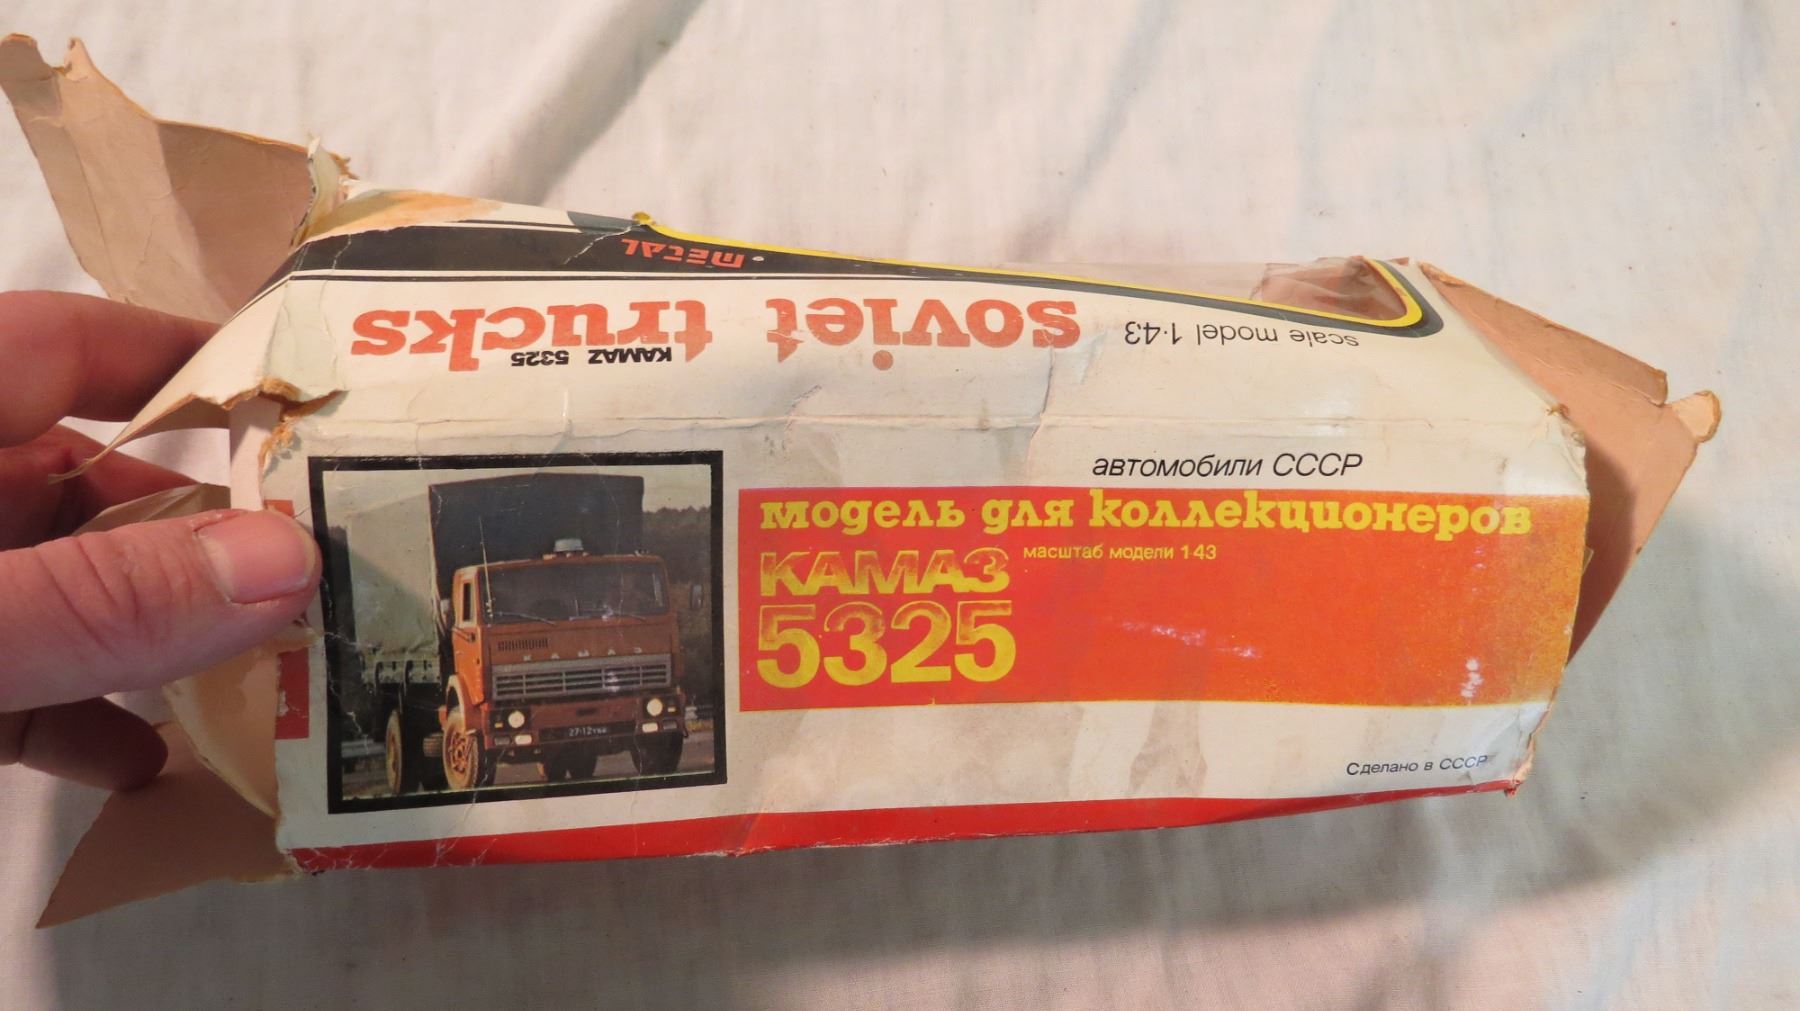 • METAL
soviet trucks
KAMAZ 5325
scale model 1:43
автомобили СССР
модель для коллекционеров
КАМАЗ
масштаб модели 1:43
5325
КАМАЗ
Сделано в СССР